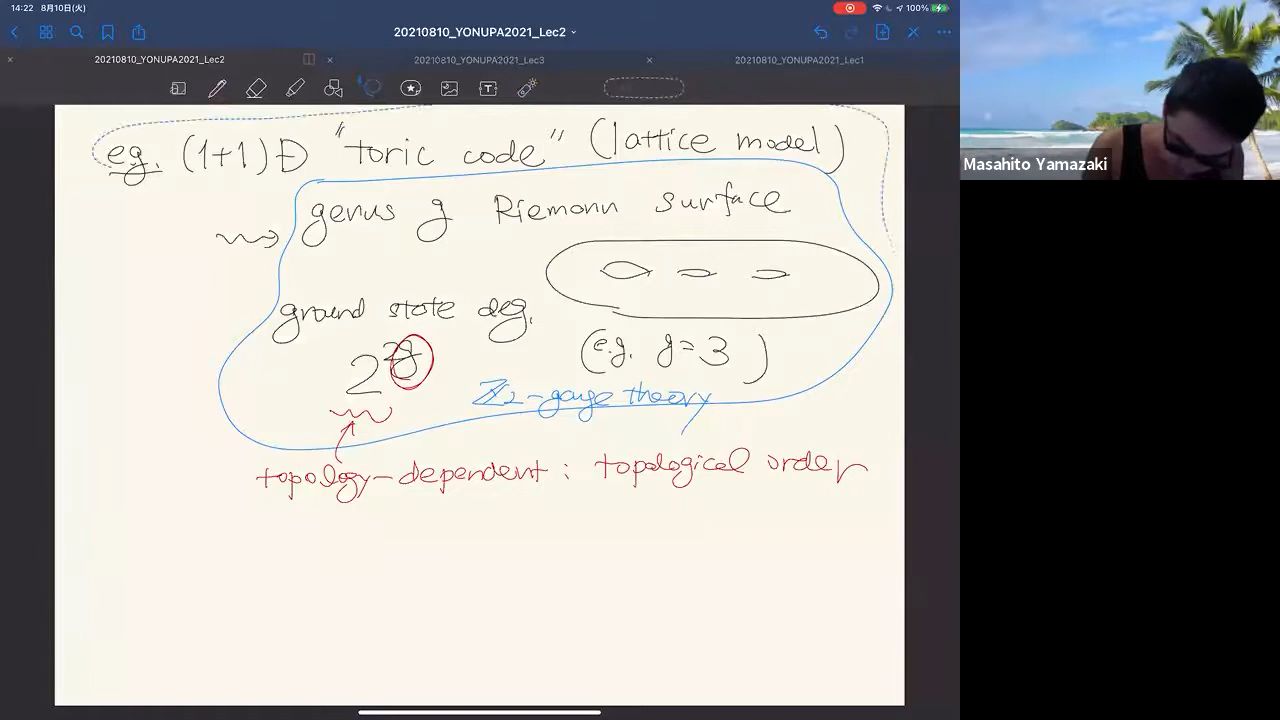 14:22 8月10日(火)
100%
20210810_YONUPA2021_Lec2
20210810_YONUPA2021_Lec2
20210810_YONUPA2021_Lec3
20210810_YONUPA2021_Lec1
e.g. (1+1)D "toric code" (lattice model)
genus g Riemann surface
ground state deg.
2^2g
(e.g. g=3)
Z2-gauge theory
topology-dependent : topological order
Masahito Yamazaki